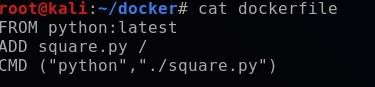 root@kali:~/docker# cat dockerfile
FROM python:latest
ADD square.py /
CMD ("python","./square.py")